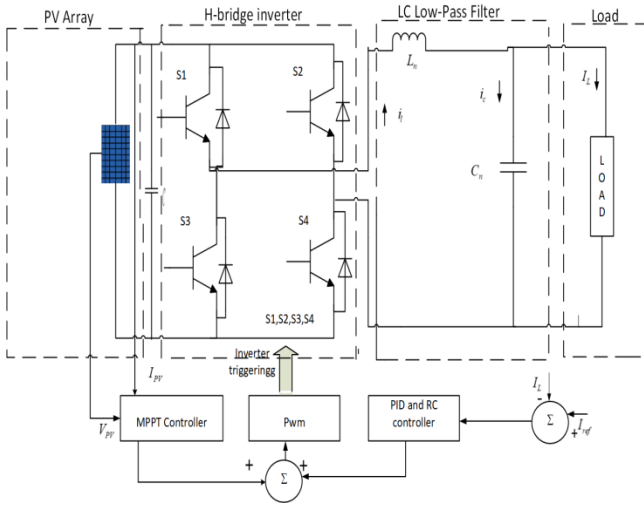 PV Array
H-bridge inverter
LC Low-Pass Filter
Load
S1
S2
L_n
i_l
i_c
I_L
C_n
LOAD
S3
S4
S1,S2,S3,S4
Inverter
triggeringg
I_PV
V_PV
MPPT Controller
Pwm
PID and RC
controller
I_L
-
Σ
+
I_ref
+
Σ
+